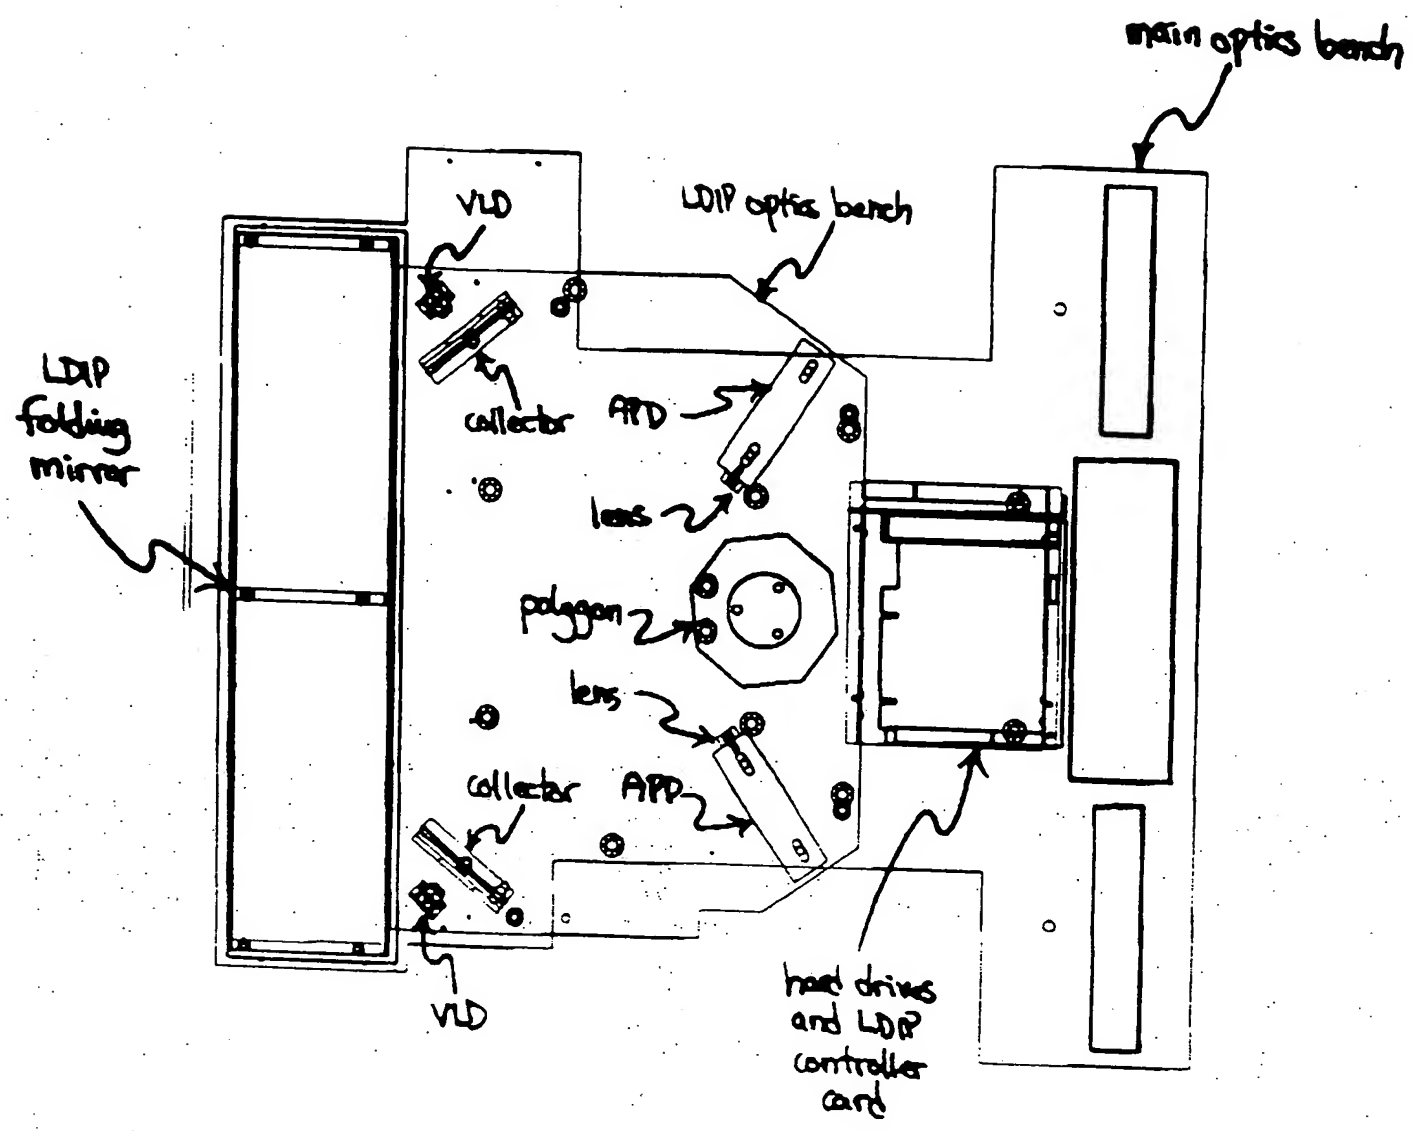 main optics bench
VLD
LDIP optics bench
LDIP
folding
mirror
collector
APD
lens
polygon
lens
collector
APD
VLD
hard drives
and LDIP
controller
card